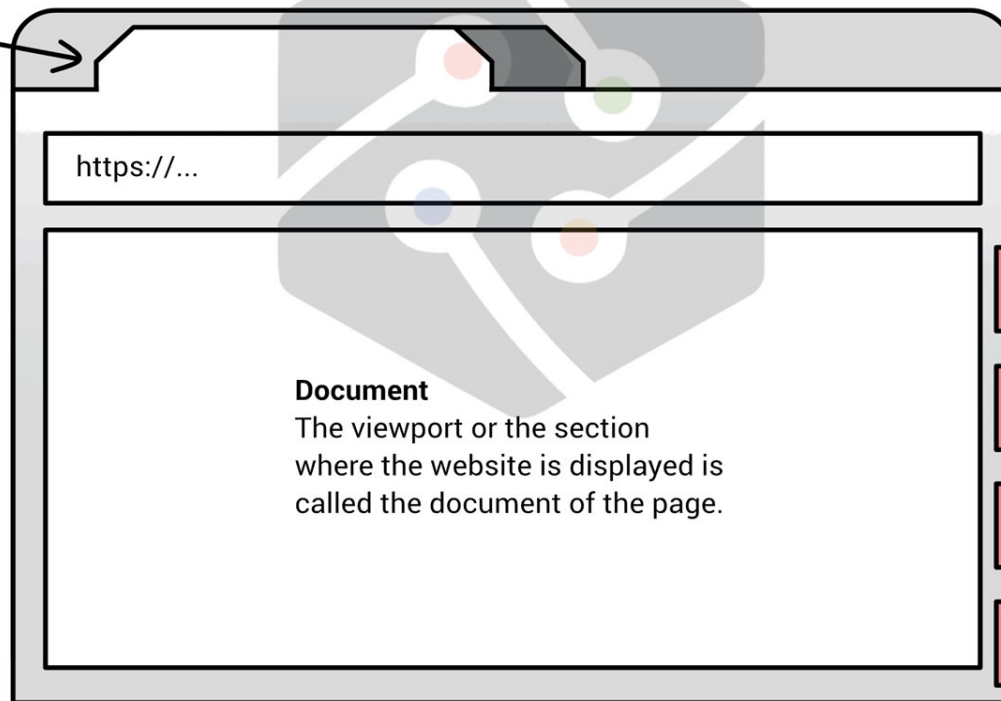 https://...
Document
The viewport or the section
where the website is displayed is
called the document of the page.